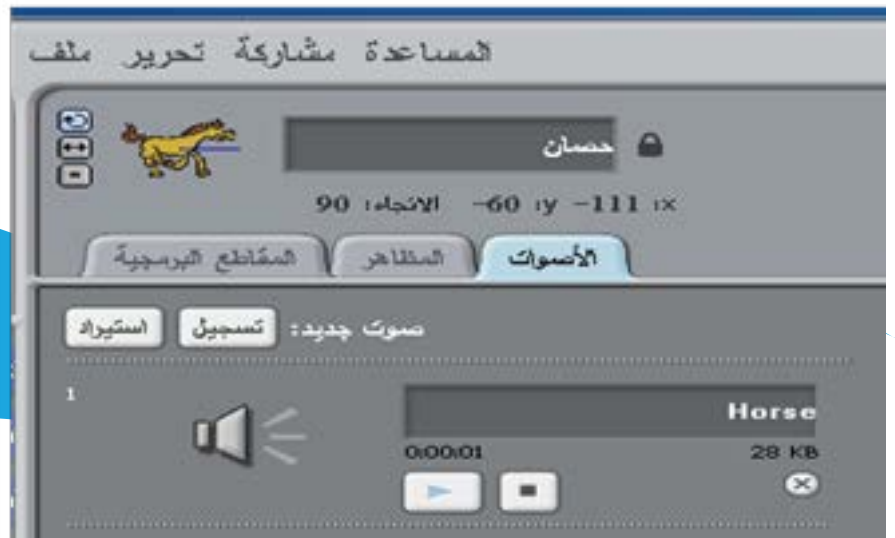 ملف تحرير مشاركة المساعدة
حصان
x: -111 y: -60 الاتجاه: 90
المقاطع البرمجية المظاهر الأصوات
صوت جديد: تسجيل استيراد
1
Horse
0:00:01 28 KB